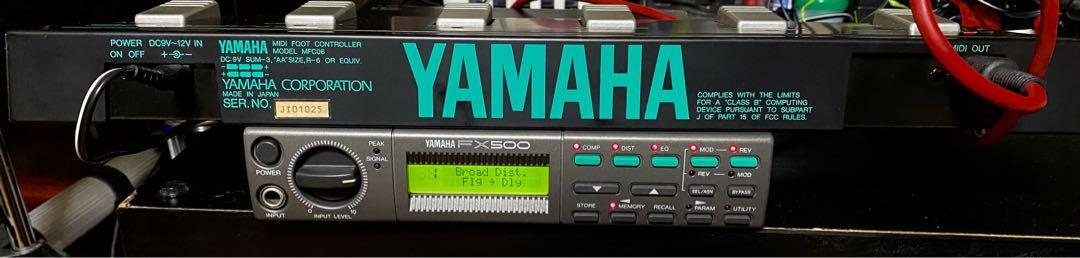 POWER DC9V~12V IN
ON OFF
YAMAHA MIDI FOOT CONTROLLER
MODEL MFC06
DC 9V SUM-3, "AA" SIZE, R-6 OR EQUIV.
YAMAHA CORPORATION
MADE IN JAPAN
SER. NO. JI01025
YAMAHA
COMPLIES WITH THE LIMITS
FOR A "CLASS B" COMPUTING
DEVICE PURSUANT TO SUBPART
J OF PART 15 OF FCC RULES.
MIDI OUT
POWER
INPUT
0 INPUT LEVEL 10
PEAK
SIGNAL
YAMAHA FX500
1 Broad Dist.
Flg → Dly
COMP DIST EQ MOD REV
REV MOD
SEL/ASN BYPASS
STORE MEMORY RECALL PARAM UTILITY